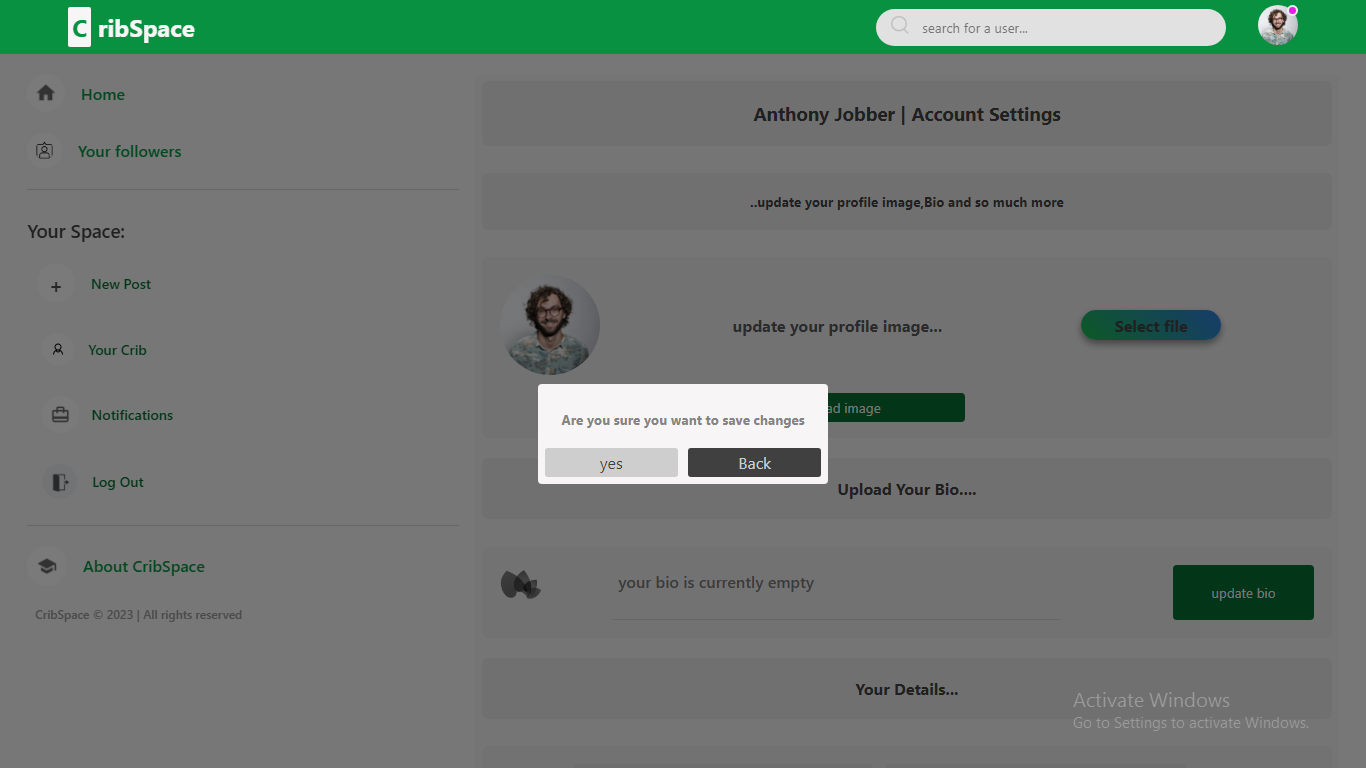 C ribSpace
search for a user...
Home
Your followers
Your Space:
+ New Post
Your Crib
Notifications
Log Out
About CribSpace
CribSpace © 2023 | All rights reserved
Anthony Jobber | Account Settings
..update your profile image,Bio and so much more
update your profile image...
Select file
image
Are you sure you want to save changes
yes
Back
Upload Your Bio....
your bio is currently empty
update bio
Your Details...
Activate Windows
Go to Settings to activate Windows.